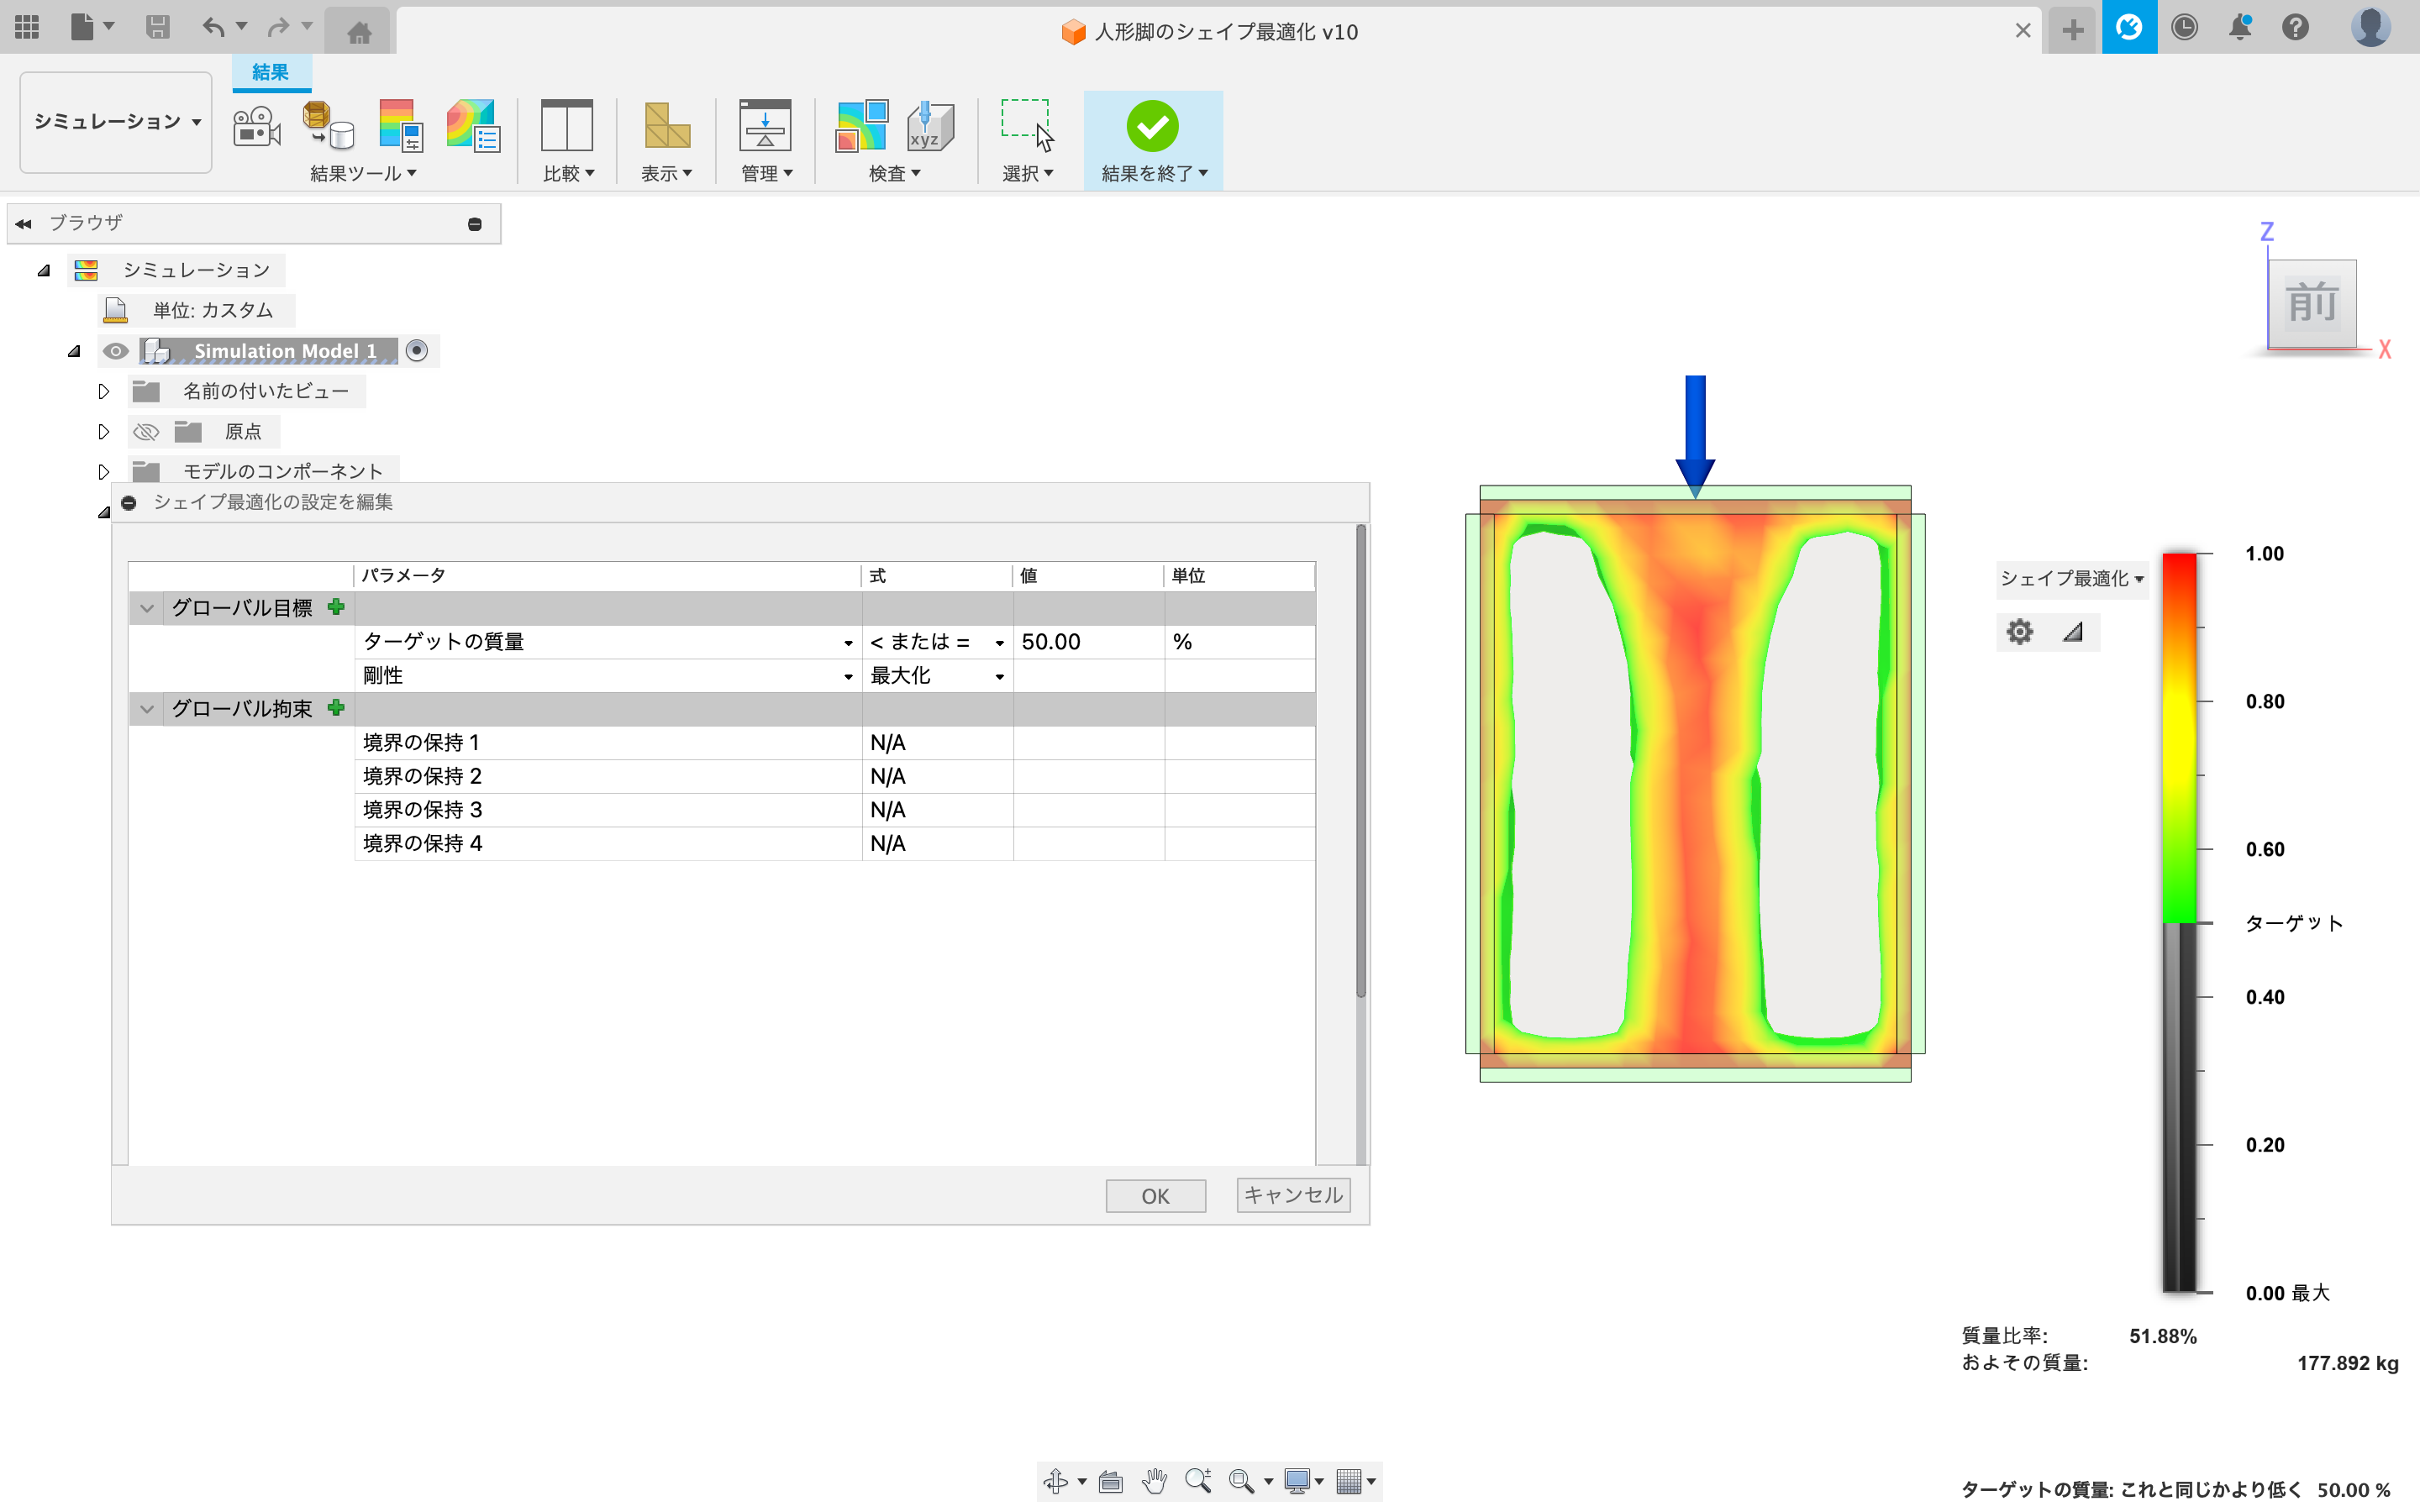 人形脚のシェイプ最適化 v10
結果
シミュレーション
結果ツール
比較
表示
管理
xyz
検査
選択
結果を終了
ブラウザ
シミュレーション
単位: カスタム
Simulation Model 1
名前の付いたビュー
原点
モデルのコンポーネント
シェイプ最適化の設定を編集
パラメータ 式 値 単位
グローバル目標
ターゲットの質量 < または = 50.00 %
剛性 最大化
グローバル拘束
境界の保持 1 N/A
境界の保持 2 N/A
境界の保持 3 N/A
境界の保持 4 N/A
OK キャンセル
Z
前
X
シェイプ最適化
1.00
0.80
0.60
ターゲット
0.40
0.20
0.00 最大
質量比率: 51.88%
おおよその質量: 177.892 kg
ターゲットの質量: これと同じかより低く 50.00 %